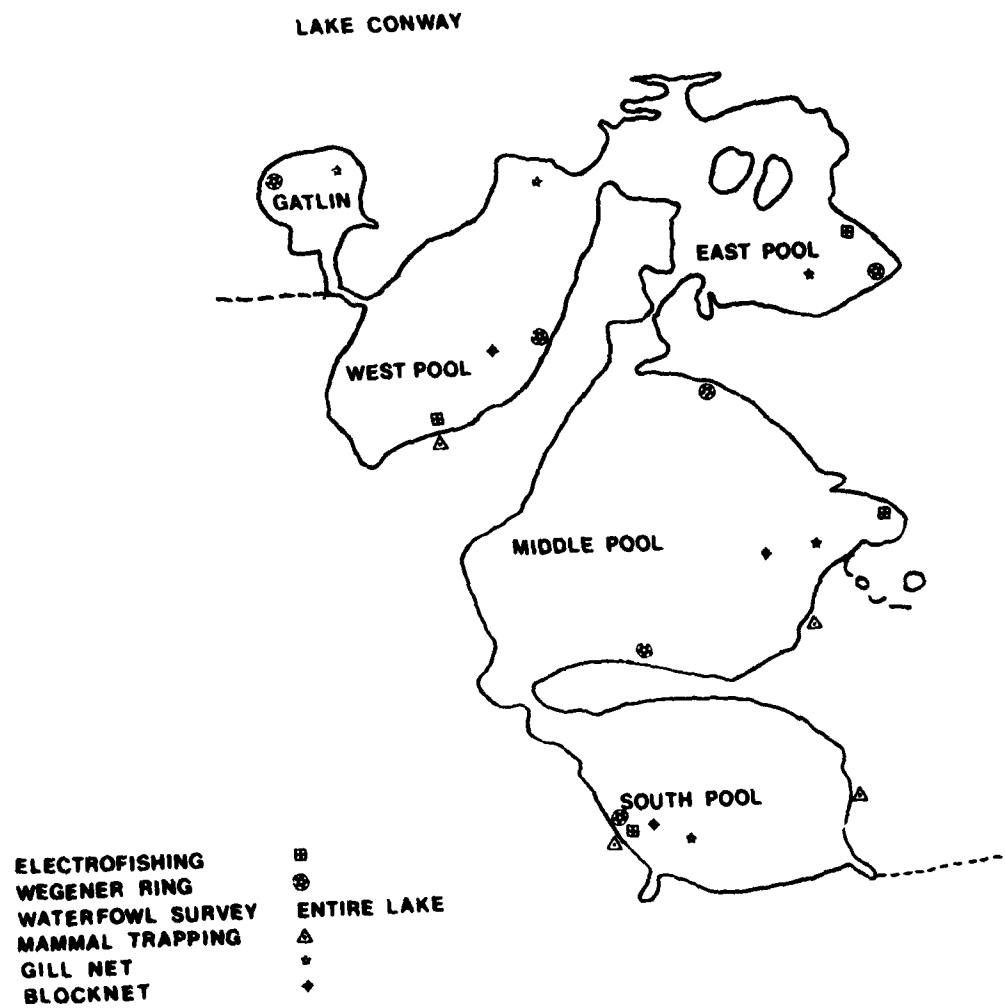 LAKE CONWAY
GATLIN
EAST POOL
WEST POOL
MIDDLE POOL
SOUTH POOL
ELECTROFISHING
WEGENER RING
WATERFOWL SURVEY ENTIRE LAKE
MAMMAL TRAPPING
GILL NET
BLOCKNET